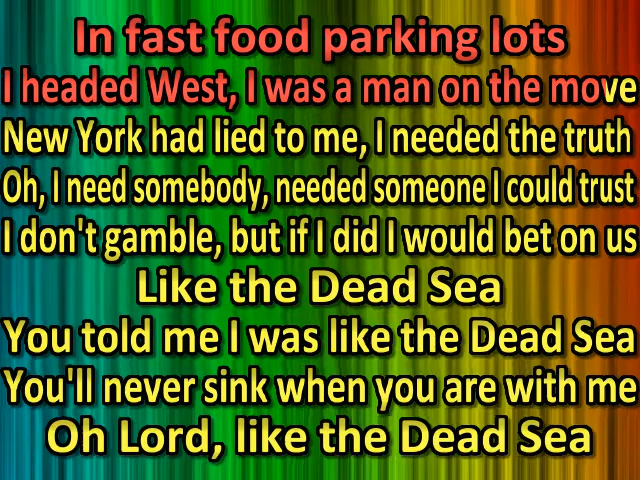 In fast food parking lots
I headed West, I was a man on the move
New York had lied to me, I needed the truth
Oh, I need somebody, needed someone I could trust
I don't gamble, but if I did I would bet on us
Like the Dead Sea
You told me I was like the Dead Sea
You'll never sink when you are with me
Oh Lord, like the Dead Sea